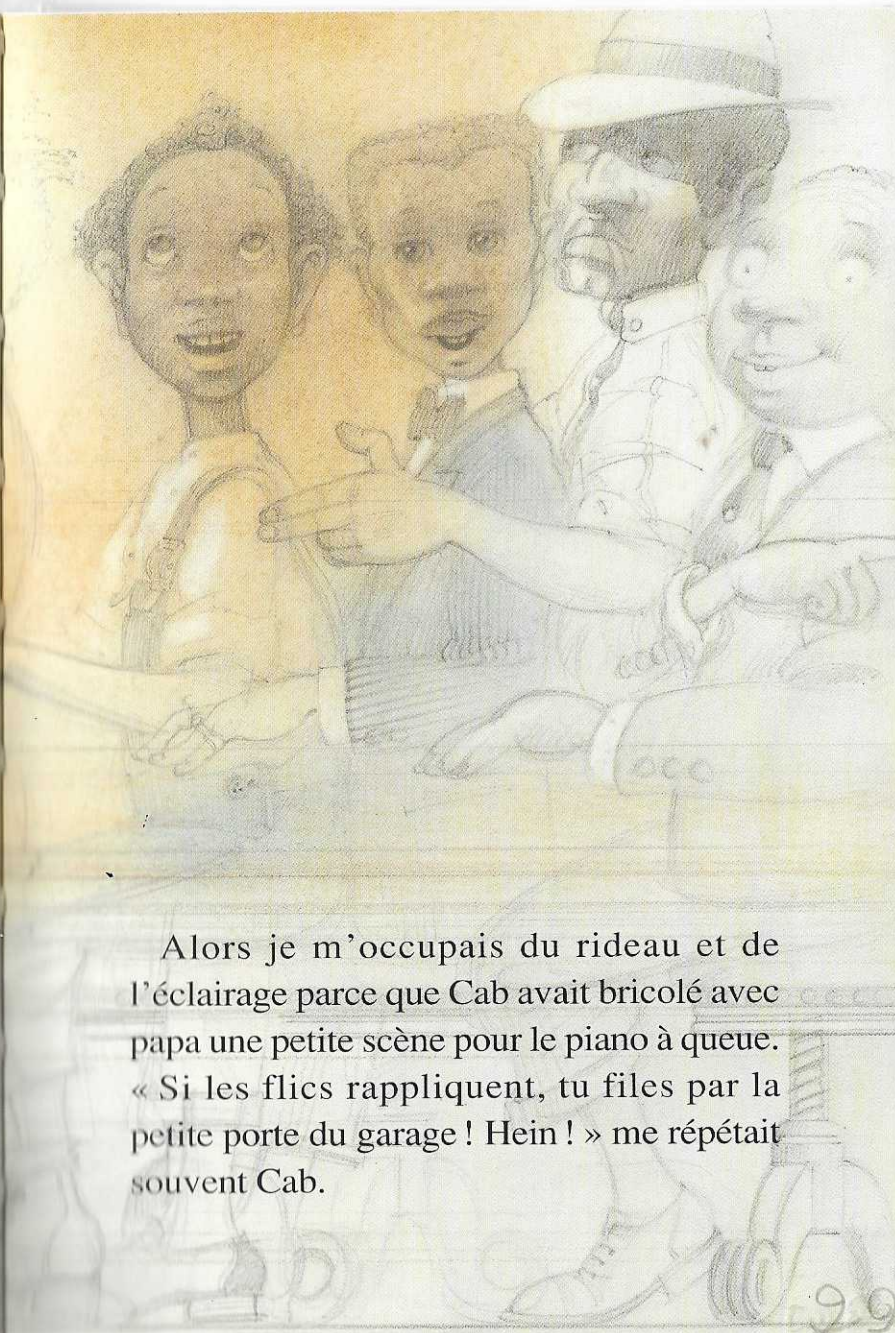 Alors je m'occupais du rideau et de
l'éclairage parce que Cab avait bricolé avec
papa une petite scène pour le piano à queue.
« Si les flics rappliquent, tu files par la
petite porte du garage ! Hein ! » me répétait
souvent Cab.